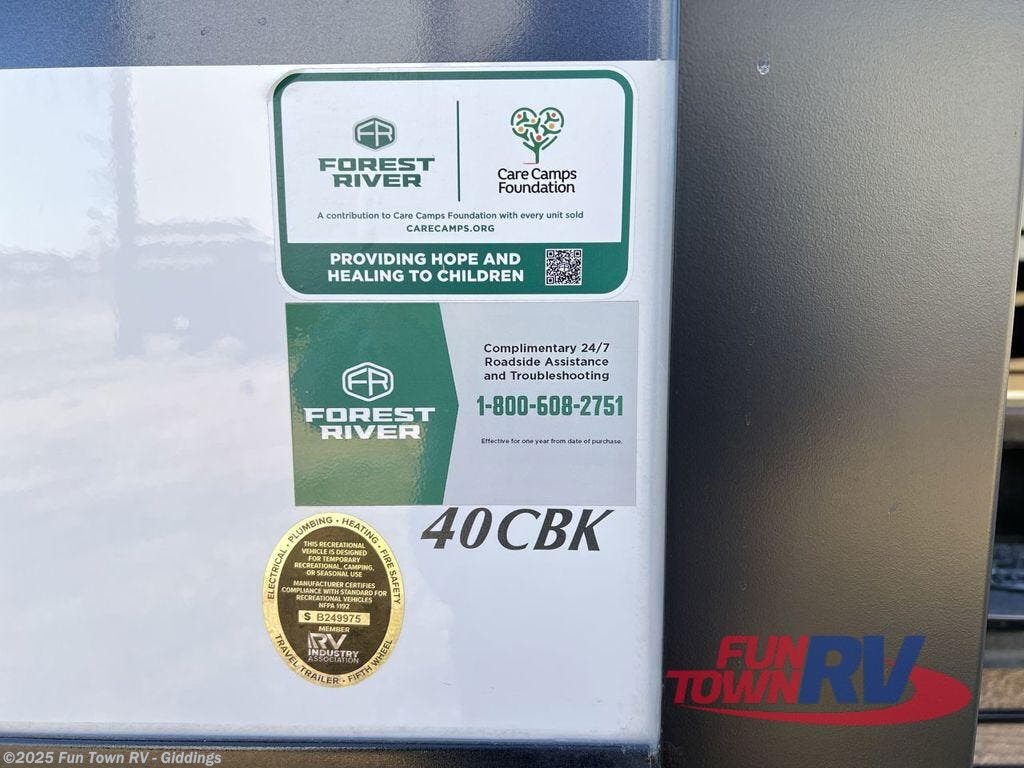 FR
FOREST
RIVER
Care Camps
Foundation
A contribution to Care Camps Foundation with every unit sold
CARECAMPS.ORG
PROVIDING HOPE AND
HEALING TO CHILDREN
FR
FOREST
RIVER
Complimentary 24/7
Roadside Assistance
and Troubleshooting
1-800-608-2751
Effective for one year from date of purchase.
40CBK
ELECTRICAL • PLUMBING • HEATING • FIRE SAFETY
THIS RECREATIONAL
VEHICLE IS DESIGNED
FOR TEMPORARY
RECREATIONAL, CAMPING,
OR SEASONAL USE
MANUFACTURER CERTIFIES
COMPLIANCE WITH STANDARD FOR
RECREATIONAL VEHICLES
NFPA 1192
S B249975
MEMBER
RV
INDUSTRY
ASSOCIATION
TRAVEL TRAILER • FIFTH WHEEL
FUN
TOWN RV
©2025 Fun Town RV - Giddings